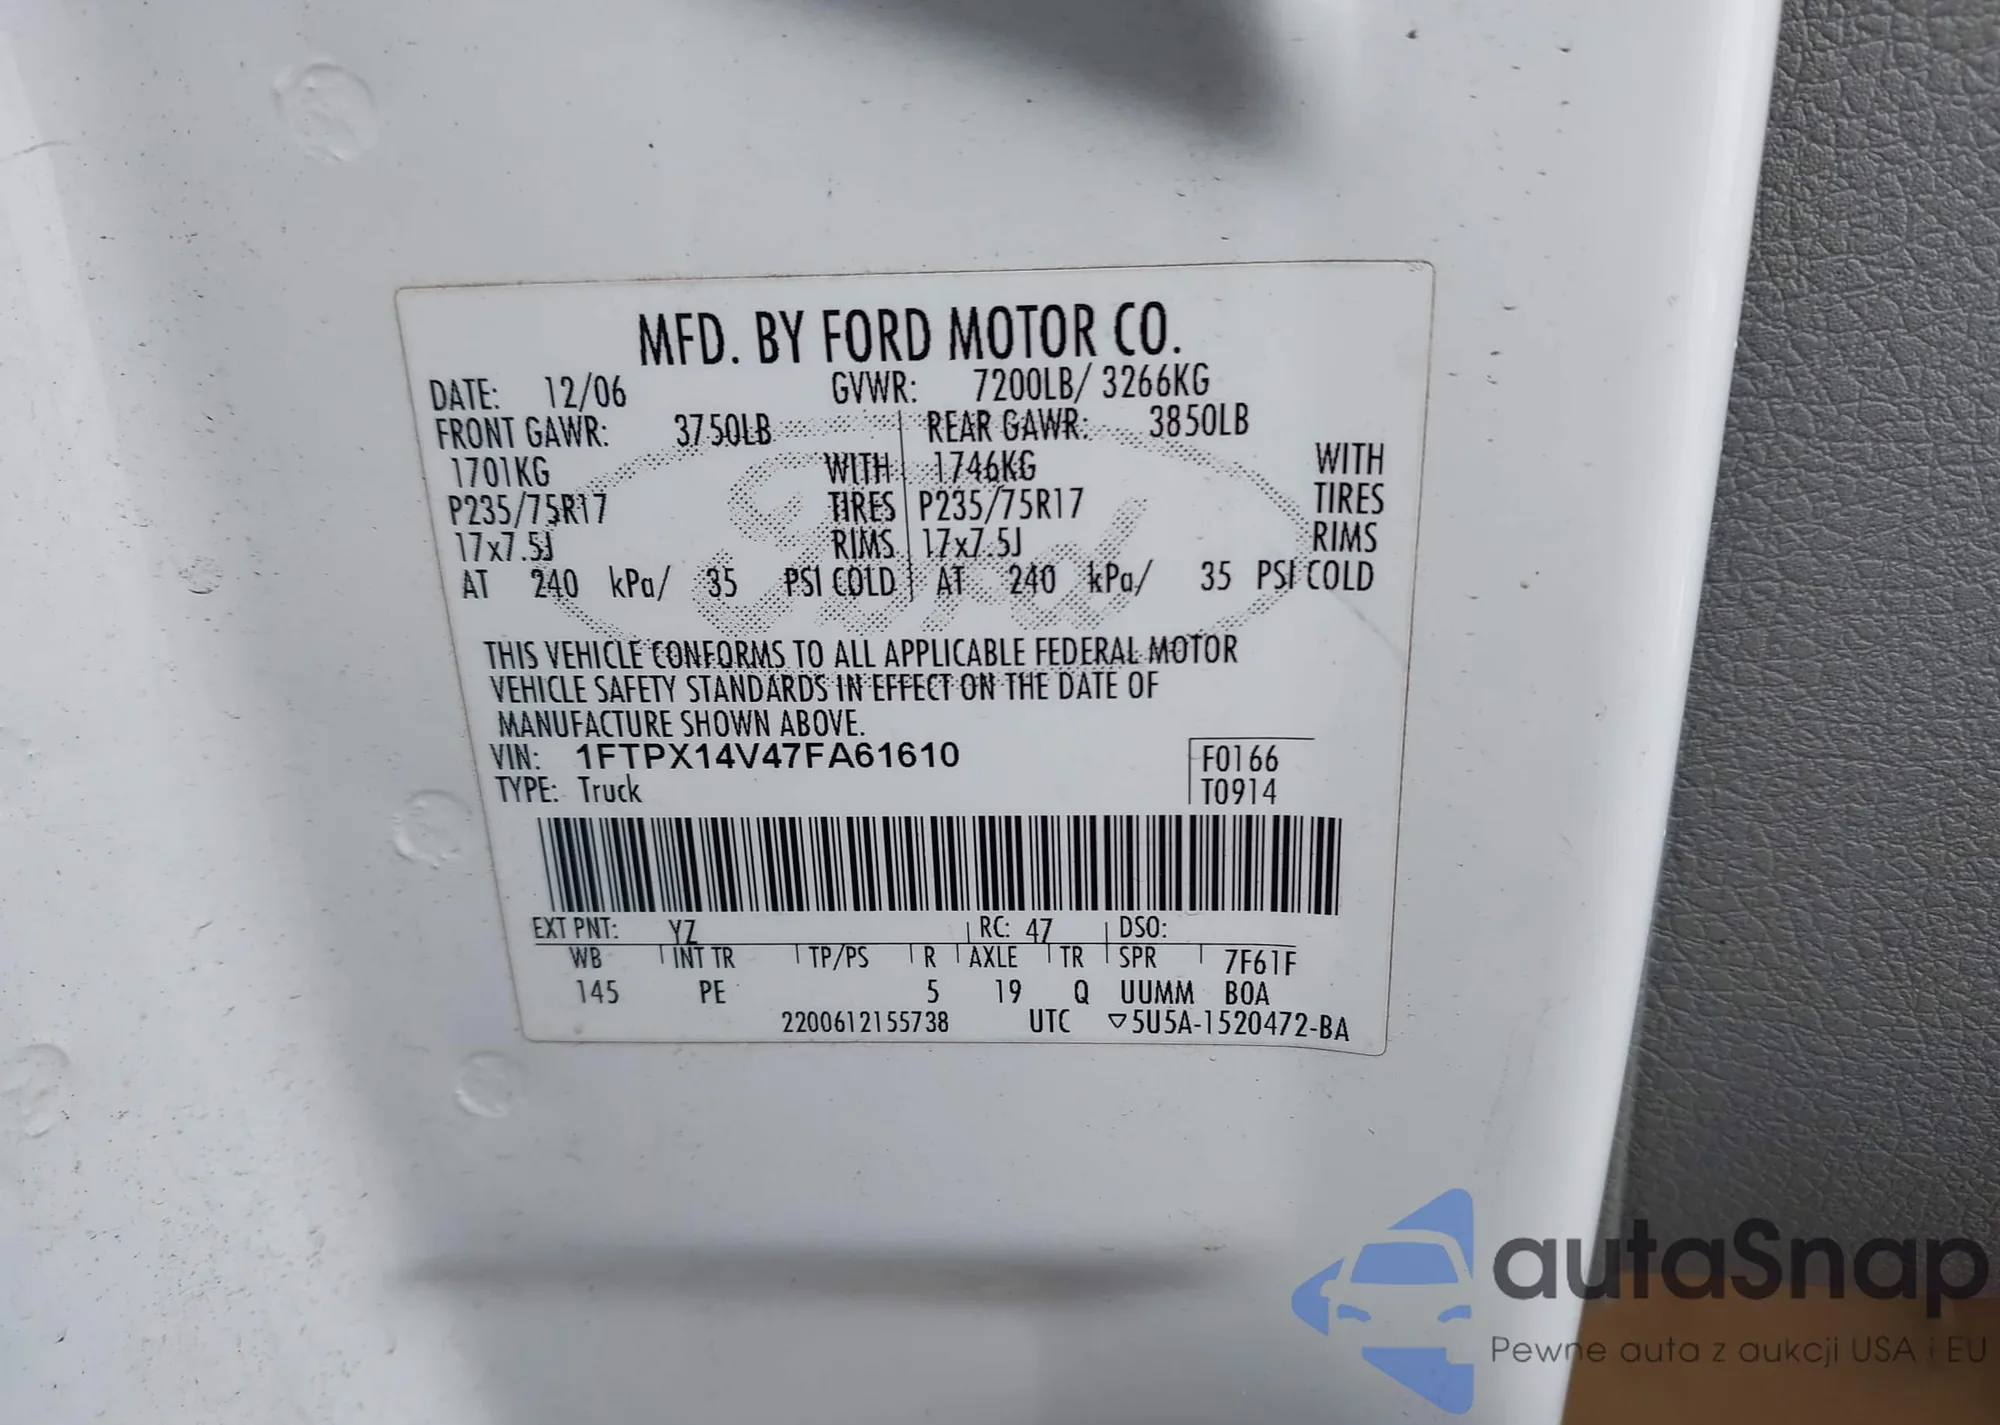 MFD. BY FORD MOTOR CO.
DATE: 12/06 GVWR: 7200LB/ 3266KG
FRONT GAWR: 3750LB REAR GAWR: 3850LB
1701KG WITH 1746KG WITH
P235/75R17 TIRES P235/75R17 TIRES
17x7.5J RIMS 17x7.5J RIMS
AT 240 kPa/ 35 PSI COLD AT 240 kPa/ 35 PSI COLD
Ford
THIS VEHICLE CONFORMS TO ALL APPLICABLE FEDERAL MOTOR
VEHICLE SAFETY STANDARDS IN EFFECT ON THE DATE OF
MANUFACTURE SHOWN ABOVE.
VIN: 1FTPX14V47FA61610 F0166
TYPE: Truck T0914
EXT PNT: YZ RC: 47 DSO:
WB INT TR TP/PS R AXLE TR SPR 7F61F
145 PE 5 19 Q UUMM BOA
2200612155738 UTC ▽5U5A-1520472-BA
autaSnap
Pewne auta z aukcji USA i EU